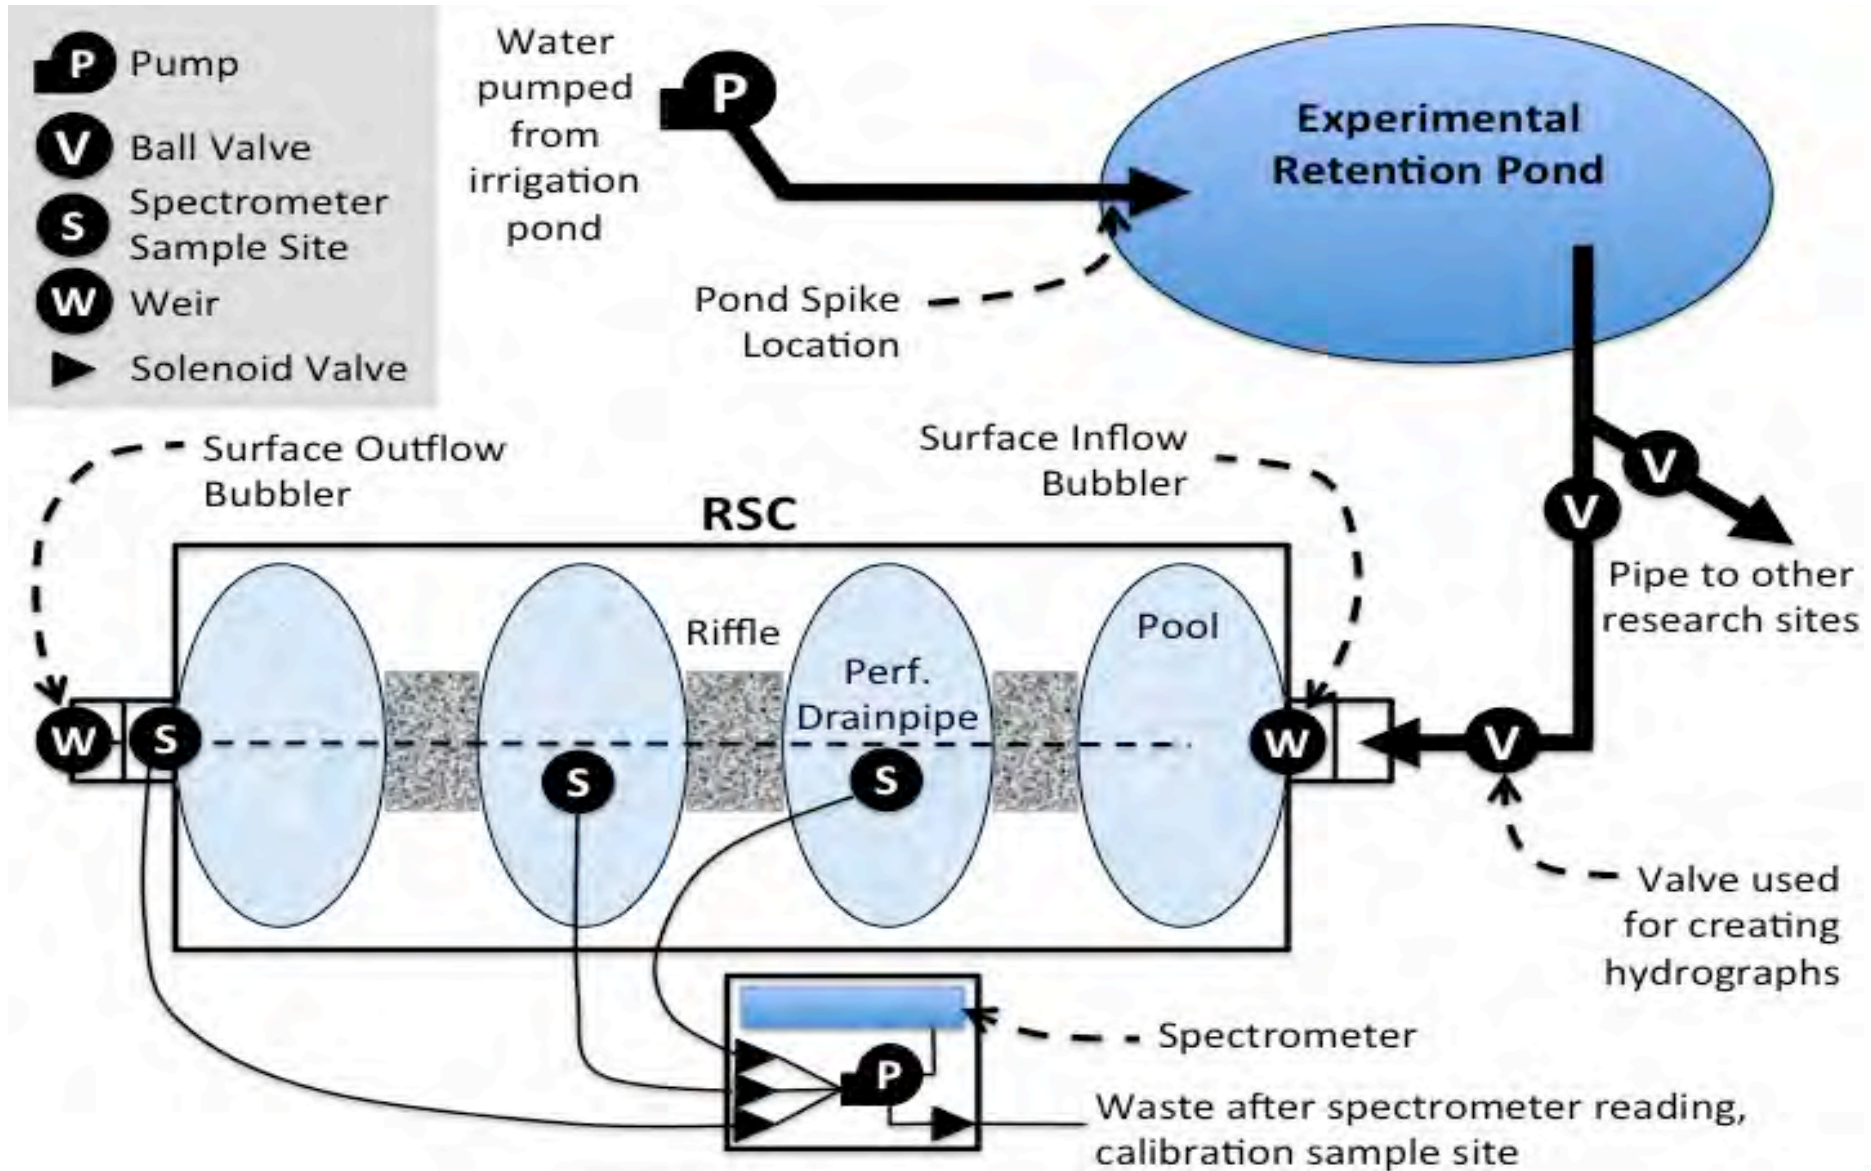 P Pump
V Ball Valve
S Spectrometer
Sample Site
W Weir
Solenoid Valve
Water
pumped
from
irrigation
pond
P
Experimental
Retention Pond
Pond Spike
Location
Surface Outflow
Bubbler
Surface Inflow
Bubbler
V
V
Pipe to other
research sites
RSC
Riffle
Pool
Perf.
Drainpipe
W
S
S
S
W
V
Valve used
for creating
hydrographs
Spectrometer
P
Waste after spectrometer reading,
calibration sample site